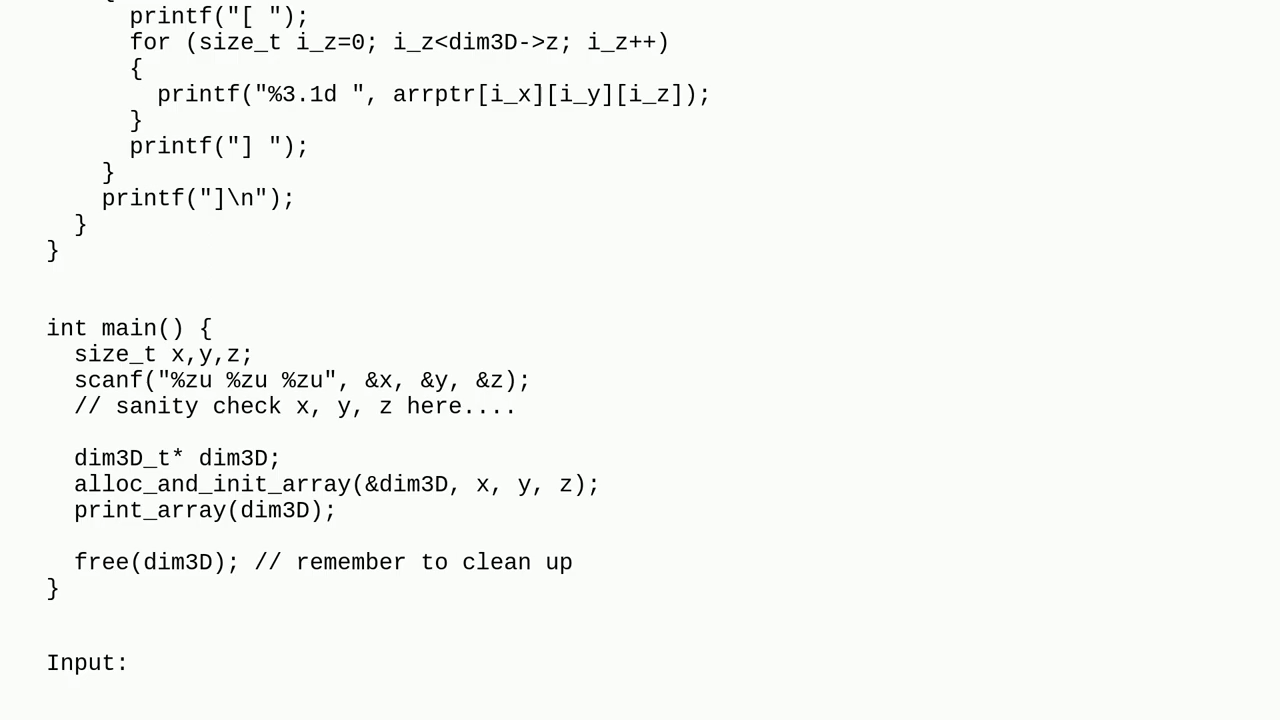 {
printf("[ ");
for (size_t i_z=0; i_z<dim3D->z; i_z++)
{
printf("%3.1d ", arrptr[i_x][i_y][i_z]);
}
printf("] ");
}
printf("]\n");
}
}
int main() {
size_t x,y,z;
scanf("%zu %zu %zu", &x, &y, &z);
// sanity check x, y, z here....
dim3D_t* dim3D;
alloc_and_init_array(&dim3D, x, y, z);
print_array(dim3D);
free(dim3D); // remember to clean up
}
Input: